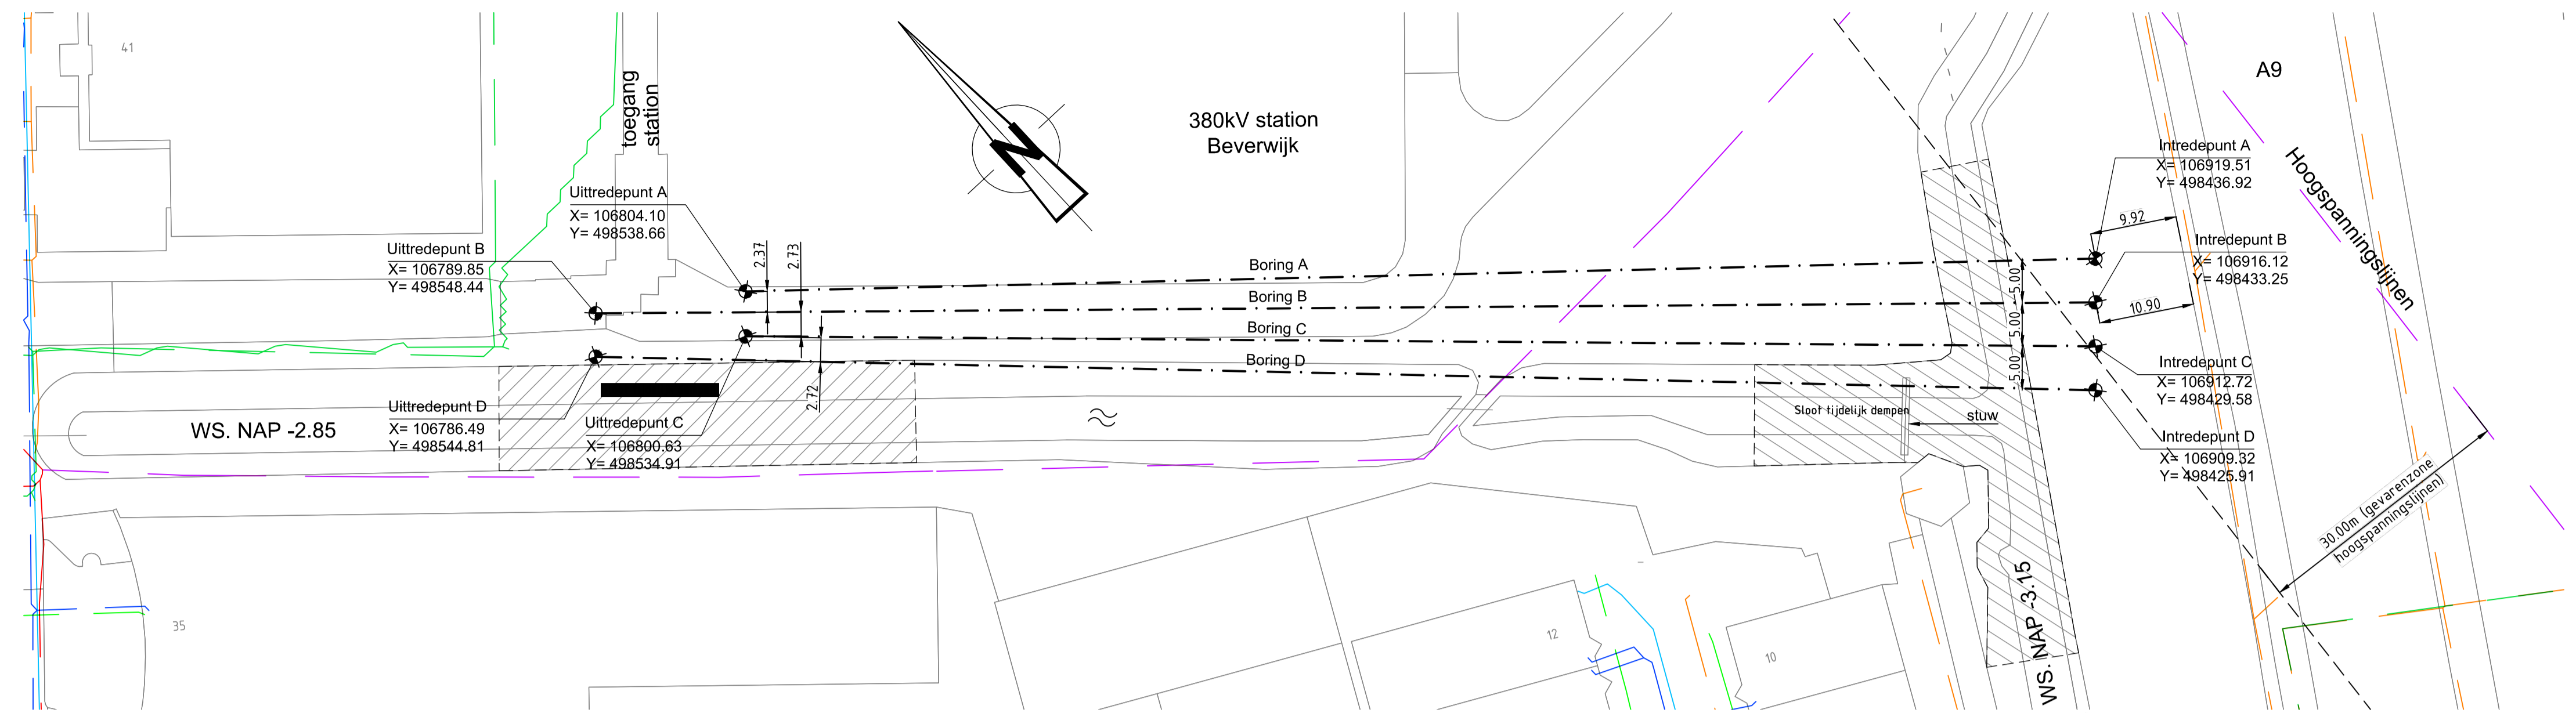 41
toegang
station
380kV station
Beverwijk
A9
Hoogspanningslijnen
Intredepunt A
X= 106919.51
Y= 498436.92
9.92
Uittredepunt A
X= 106804.10
Y= 498538.66
Uittredepunt B
X= 106789.85
Y= 498548.44
2.37
2.73
N
Boring A
Boring B
Boring C
Boring D
5.00
5.00
5.00
Intredepunt B
X= 106916.12
Y= 498433.25
10.90
Intredepunt C
X= 106912.72
Y= 498429.58
Intredepunt D
X= 106909.32
Y= 498425.91
2.72
Uittredepunt D
X= 106786.49
Y= 498544.81
Uittredepunt C
X= 106800.63
Y= 498534.91
WS. NAP -2.85
Sloot tijdelijk dempen
stuw
30.00m (gevarenzone
hoogspanningslijnen)
WS. NAP -3.15
35
12
10